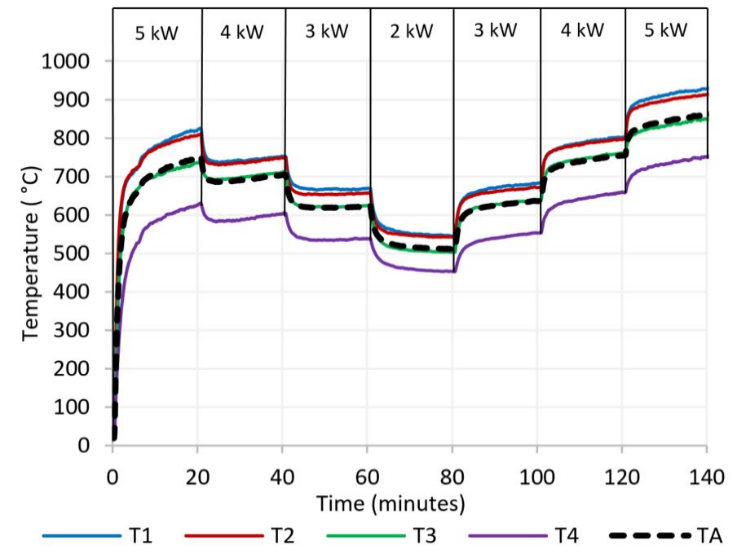 5 kW 4 kW 3 kW 2 kW 3 kW 4 kW 5 kW
1000
900
800
700
600
500
400
300
200
100
0
Temperature ( °C)
0 20 40 60 80 100 120 140
Time (minutes)
T1 T2 T3 T4 TA